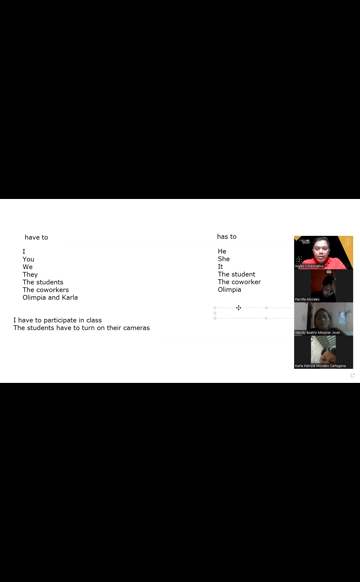 have to
I
You
We
They
The students
The coworkers
Olimpia and Karla
I have to participate in class
The students have to turn on their cameras
has to
He
She
It
The student
The coworker
Olimpia
Karla Patricia Morales Cartagena